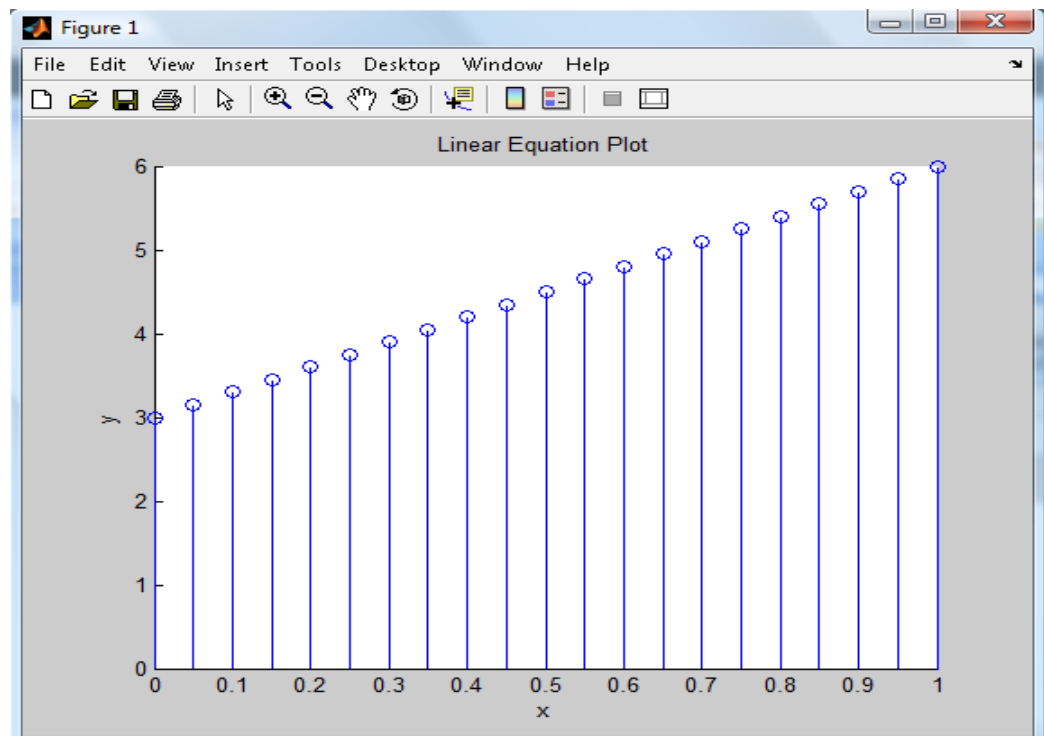 Figure 1
File Edit View Insert Tools Desktop Window Help
Linear Equation Plot
6
5
4
3
2
1
0
y
0 0.1 0.2 0.3 0.4 0.5 0.6 0.7 0.8 0.9 1
x